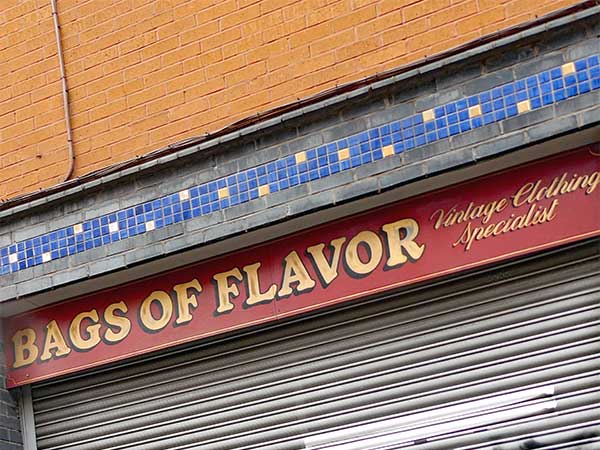 BAGS OF FLAVOR
Vintage Clothing
Specialist